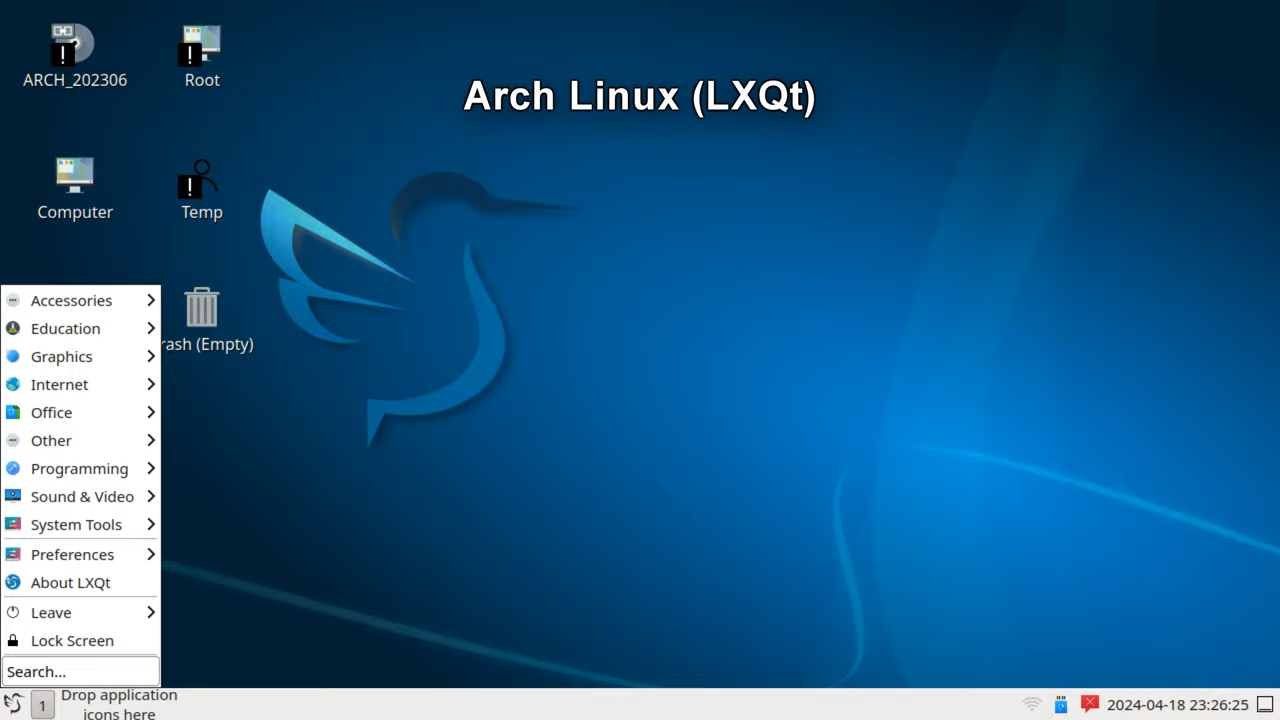 ARCH_202306
Root
Arch Linux (LXQt)
Computer
Temp
rash (Empty)
Accessories
Education
Graphics
Internet
Office
Other
Programming
Sound & Video
System Tools
Preferences
About LXQt
Leave
Lock Screen
Search...
1
Drop application
icons here
2024-04-18 23:26:25